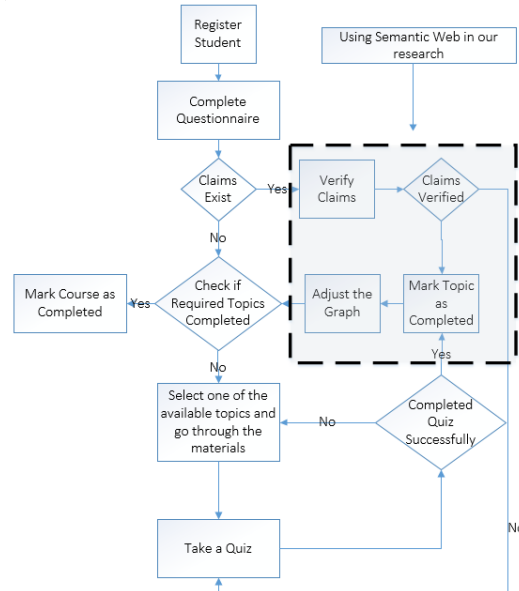 Register
Student
Using Semantic Web in our
research
Complete
Questionnaire
Claims
Exist
Yes
Verify
Claims
Claims
Verified
No
Check if
Required Topics
Completed
Mark Course as
Completed
Yes
Adjust the
Graph
Mark Topic
as
Completed
Yes
No
Select one of the
available topics and
go through the
materials
No
Completed
Quiz
Successfully
Take a Quiz
No